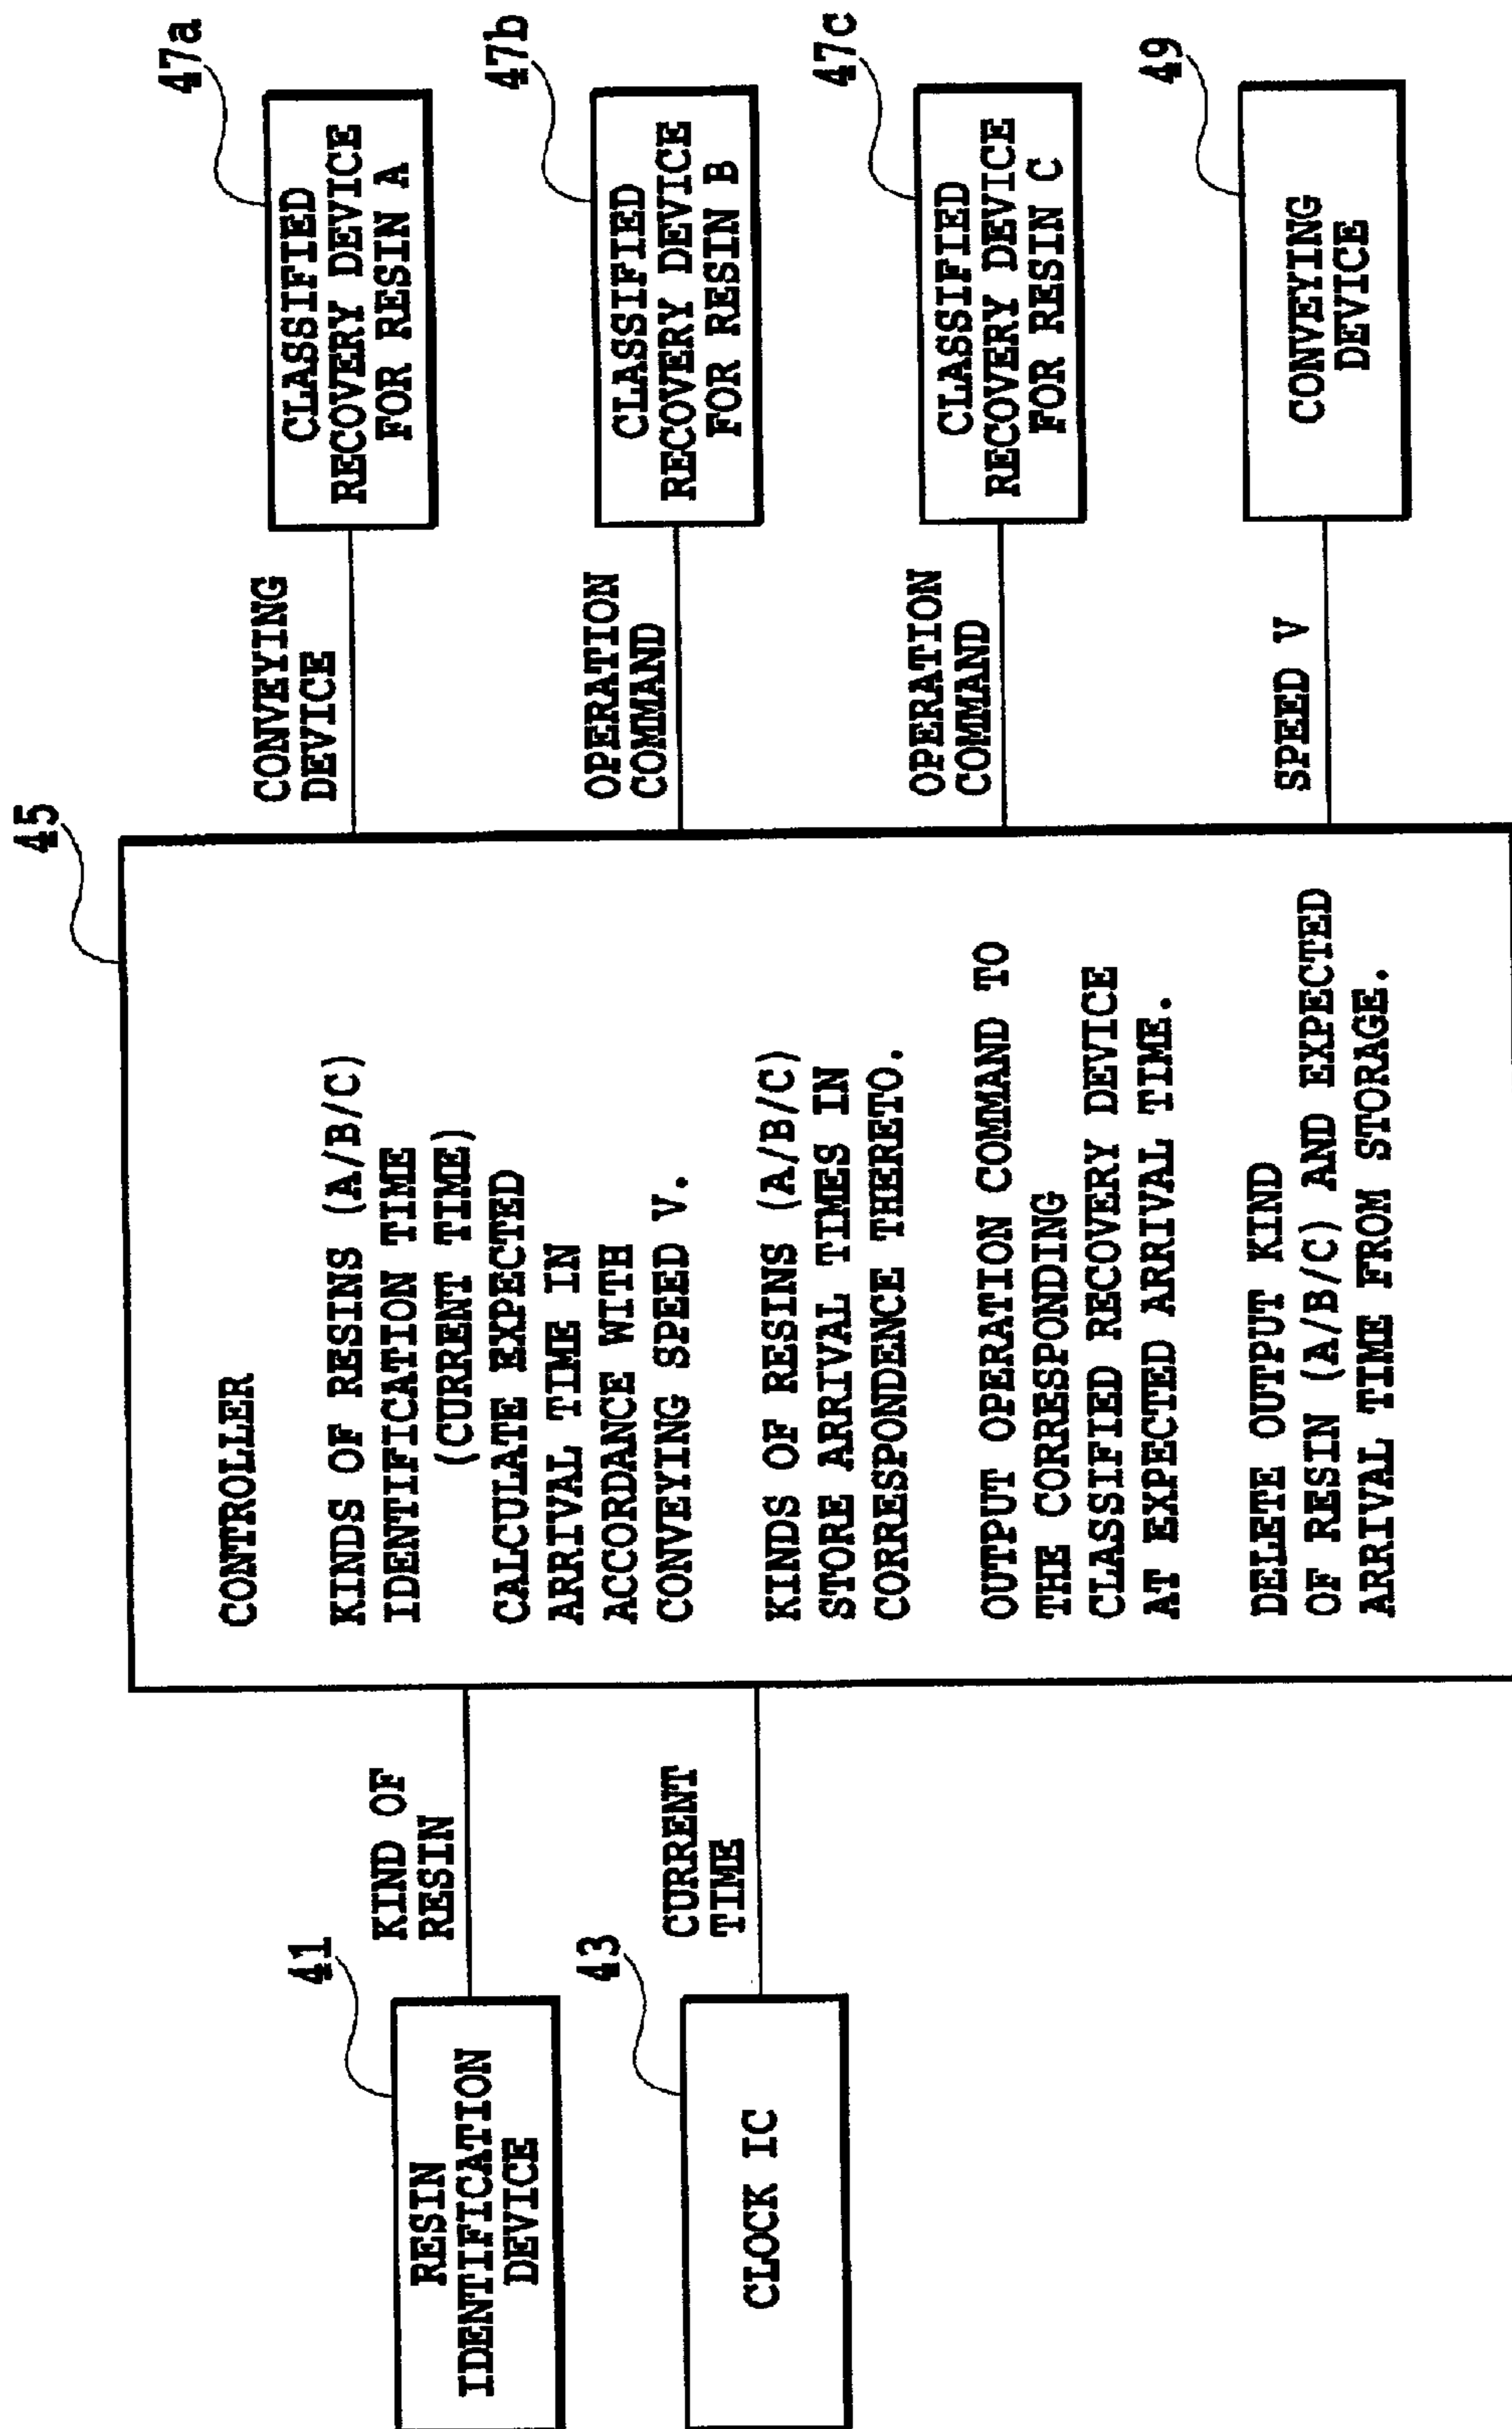 41
RESIN
IDENTIFICATION
DEVICE
KIND OF
RESIN
43
CLOCK IC
CURRENT
TIME
45
CONTROLLER
KINDS OF RESINS (A/B/C)
IDENTIFICATION TIME
(CURRENT TIME)
CALCULATE EXPECTED
ARRIVAL TIME IN
ACCORDANCE WITH
CONVEYING SPEED V.
KINDS OF RESINS (A/B/C)
STORE ARRIVAL TIMES IN
CORRESPONDENCE THERETO.
OUTPUT OPERATION COMMAND TO
THE CORRESPONDING
CLASSIFIED RECOVERY DEVICE
AT EXPECTED ARRIVAL TIME.
DELETE OUTPUT KIND
OF RESIN (A/B/C) AND EXPECTED
ARRIVAL TIME FROM STORAGE.
CONVEYING
DEVICE
47a
CLASSIFIED
RECOVERY DEVICE
FOR RESIN A
OPERATION
COMMAND
47b
CLASSIFIED
RECOVERY DEVICE
FOR RESIN B
OPERATION
COMMAND
47c
CLASSIFIED
RECOVERY DEVICE
FOR RESIN C
SPEED V
49
CONVEYING
DEVICE